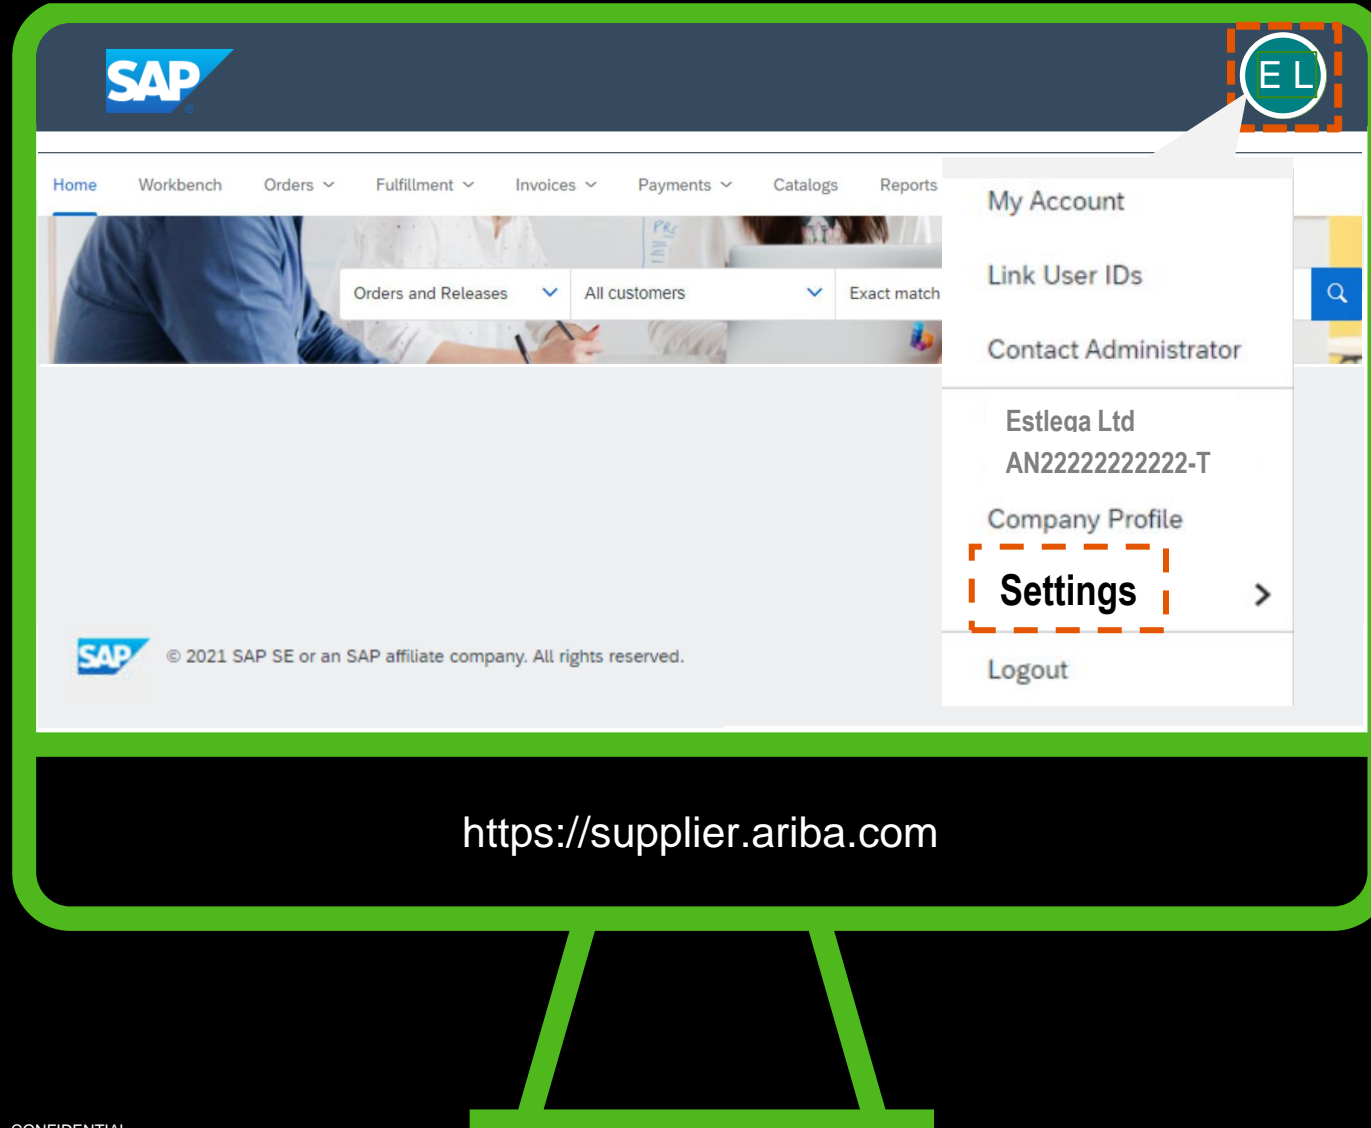 SAP
E L
Home Workbench Orders Fulfillment Invoices Payments Catalogs Reports
My Account
Link User IDs
Orders and Releases All customers Exact match
Contact Administrator
Estlega Ltd
AN22222222222-T
Company Profile
Settings
SAP © 2021 SAP SE or an SAP affiliate company. All rights reserved.
Logout
https://supplier.ariba.com
CONFIDENTIAL